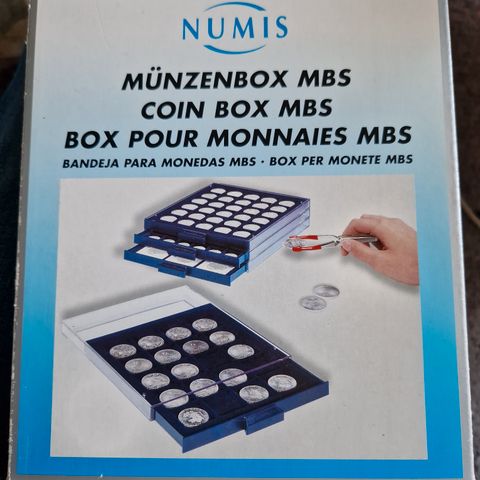 NUMIS
MÜNZENBOX MBS
COIN BOX MBS
BOX POUR MONNAIES MBS
BANDEJA PARA MONEDAS MBS · BOX PER MONETE MBS